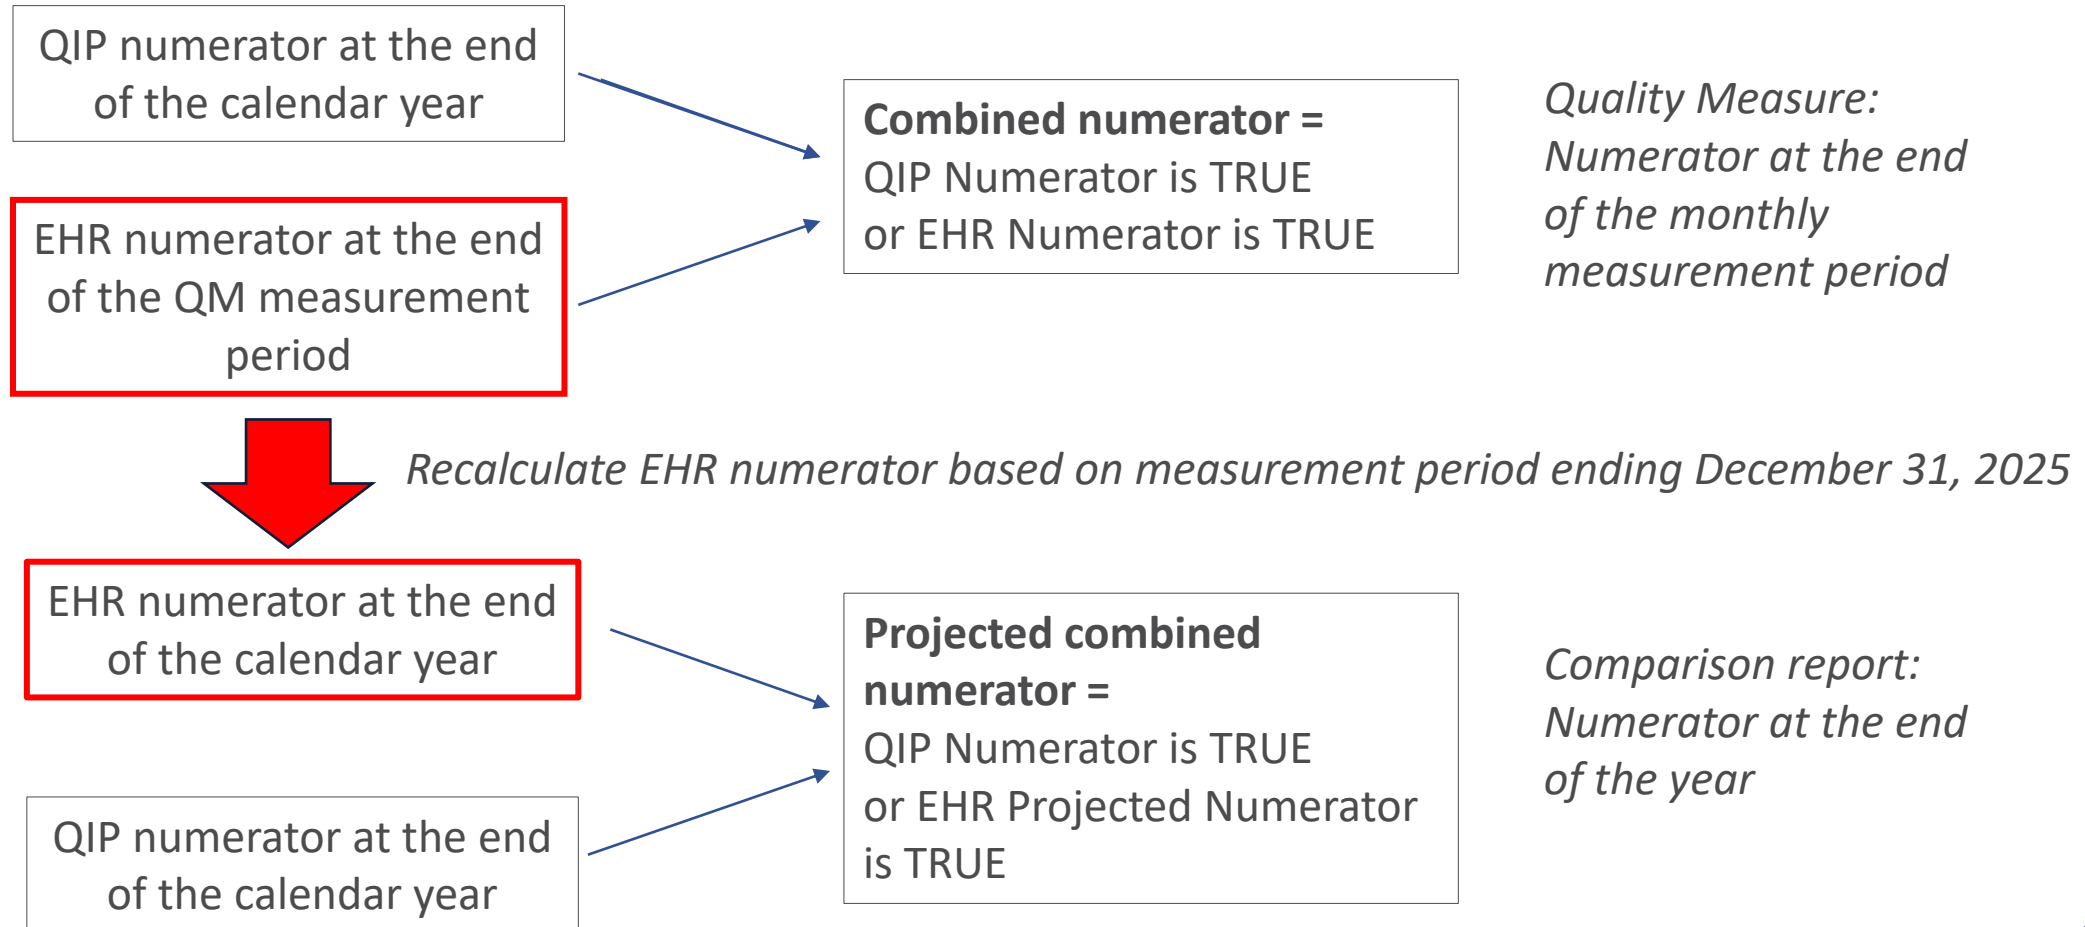 QIP numerator at the end
of the calendar year
EHR numerator at the end
of the QM measurement
period
Combined numerator =
QIP Numerator is TRUE
or EHR Numerator is TRUE
Quality Measure:
Numerator at the end
of the monthly
measurement period
Recalculate EHR numerator based on measurement period ending December 31, 2025
EHR numerator at the end
of the calendar year
QIP numerator at the end
of the calendar year
Projected combined
numerator =
QIP Numerator is TRUE
or EHR Projected Numerator
is TRUE
Comparison report:
Numerator at the end
of the year